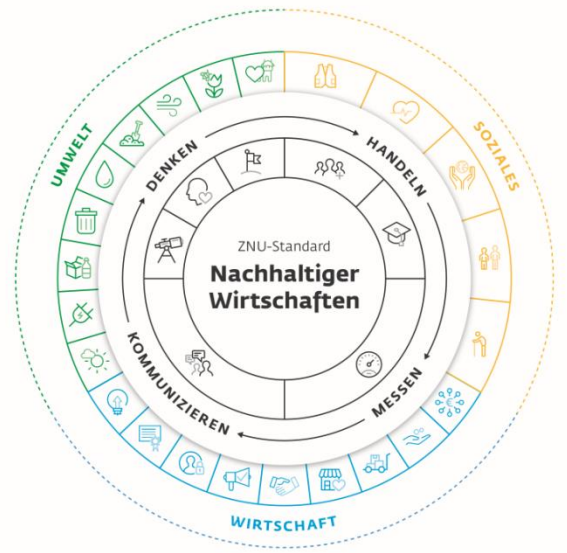 UMWELT
SOZIALES
WIRTSCHAFT
DENKEN
HANDELN
MESSEN
KOMMUNIZIEREN
ZNU-Standard
Nachhaltiger
Wirtschaften